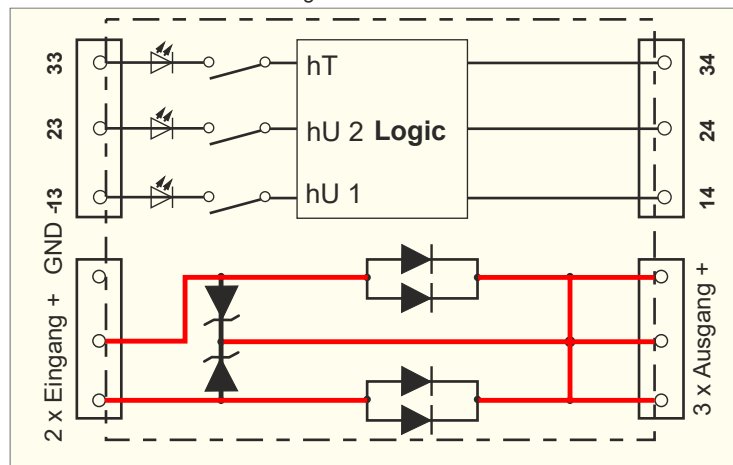 33
hT
34
23
hU 2 Logic
24
13
hU 1
14
GND -
2 x Eingang +
3 x Ausgang +